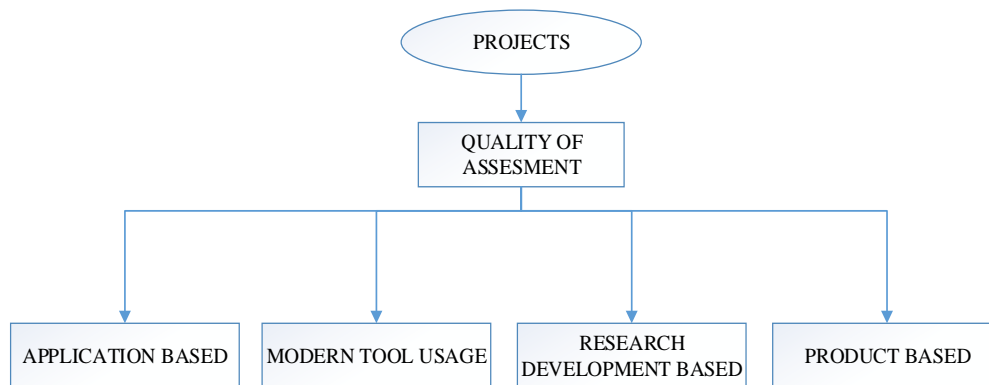 PROJECTS
QUALITY OF
ASSESMENT
APPLICATION BASED
MODERN TOOL USAGE
RESEARCH
DEVELOPMENT BASED
PRODUCT BASED